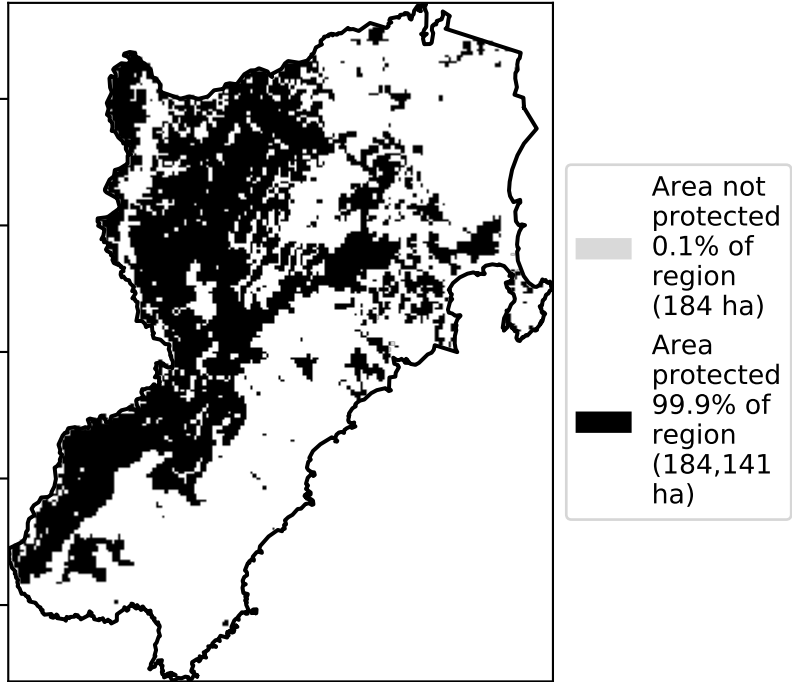 Area not
protected
0.1% of
region
(184 ha)
Area
protected
99.9% of
region
(184,141
ha)